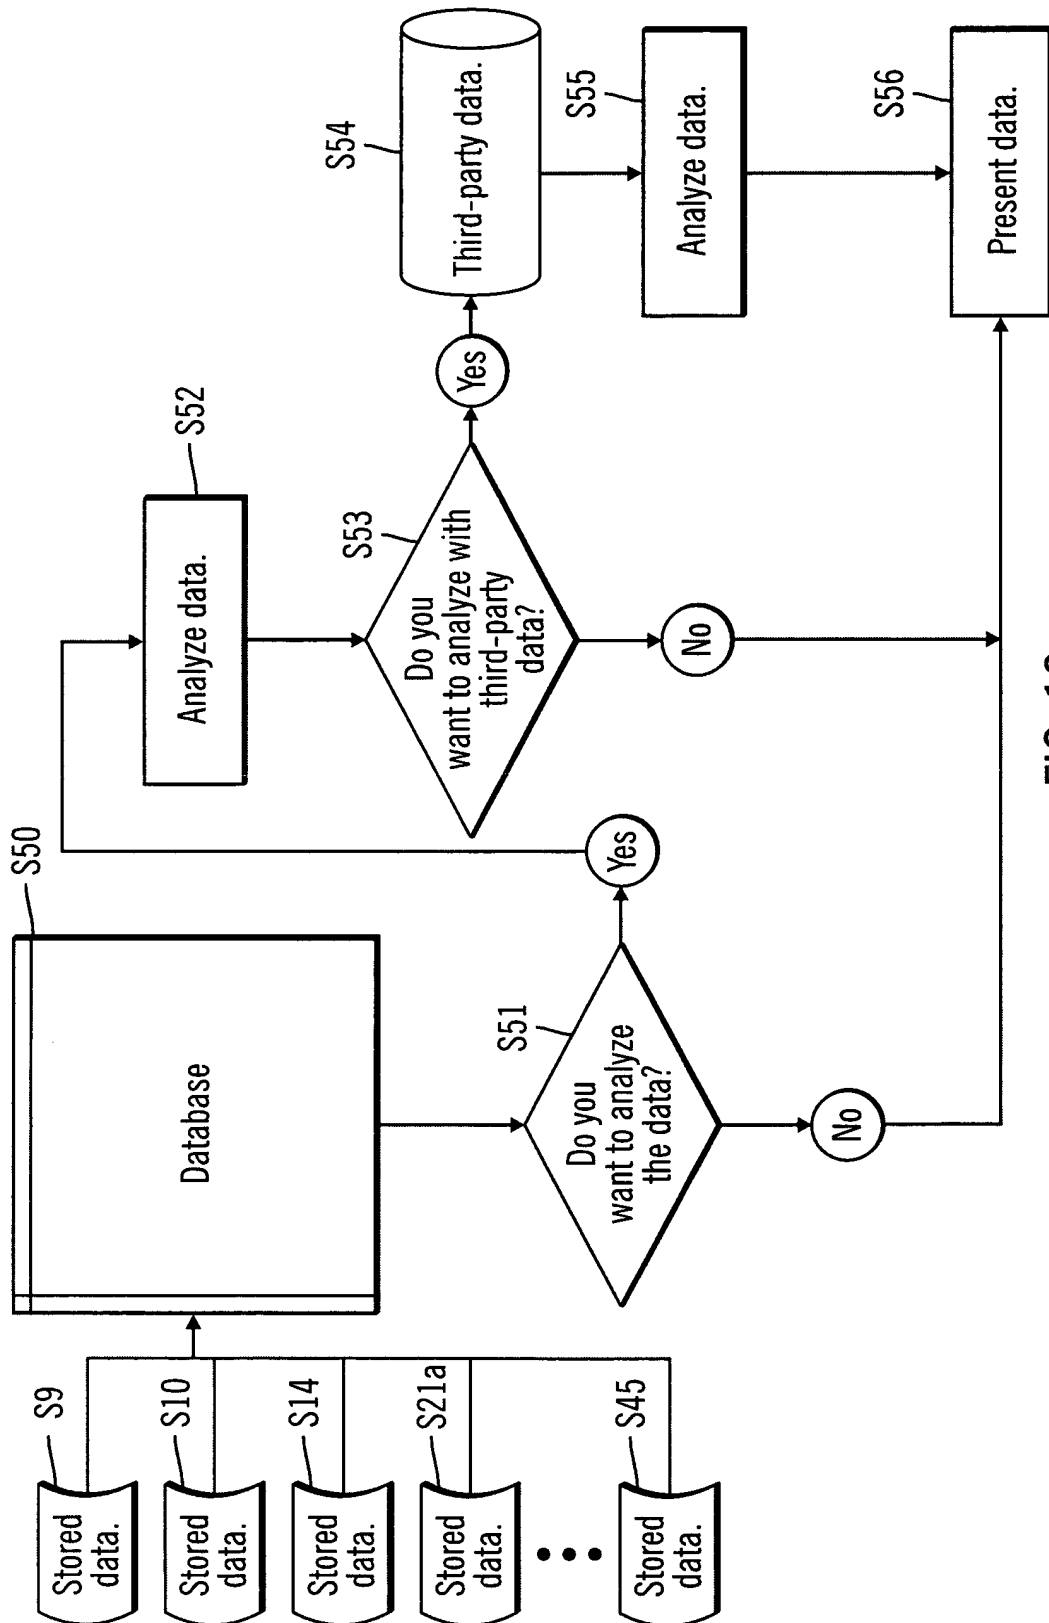 S9
Stored
data.
S10
Stored
data.
S14
Stored
data.
S21a
Stored
data.
S45
Stored
data.
S50
Database
S51
Do you
want to analyze
the data?
Yes
No
S52
Analyze data.
S53
Do you
want to analyze with
third-party
data?
Yes
No
S54
Third-party data.
S55
Analyze data.
S56
Present data.